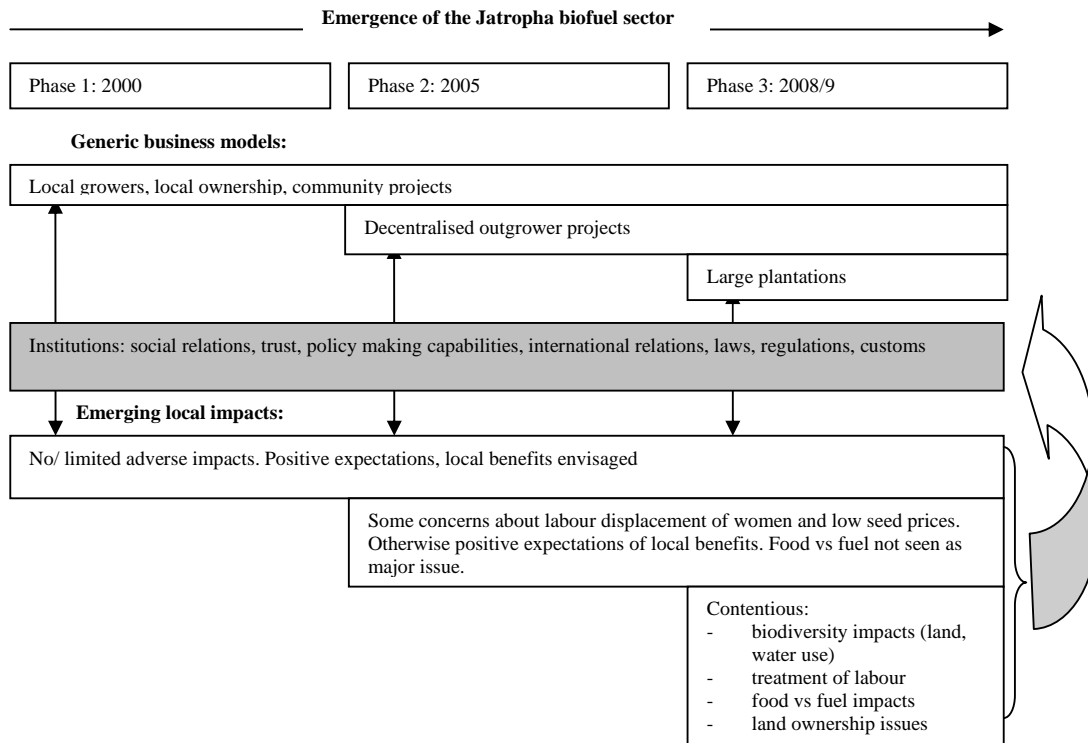 Emergence of the Jatropha biofuel sector
Phase 1: 2000
Phase 2: 2005
Phase 3: 2008/9
Generic business models:
Local growers, local ownership, community projects
Decentralised outgrower projects
Large plantations
Institutions: social relations, trust, policy making capabilities, international relations, laws, regulations, customs
Emerging local impacts:
No/ limited adverse impacts. Positive expectations, local benefits envisaged
Some concerns about labour displacement of women and low seed prices.
Otherwise positive expectations of local benefits. Food vs fuel not seen as
major issue.
Contentious:
- biodiversity impacts (land,
water use)
- treatment of labour
- food vs fuel impacts
- land ownership issues